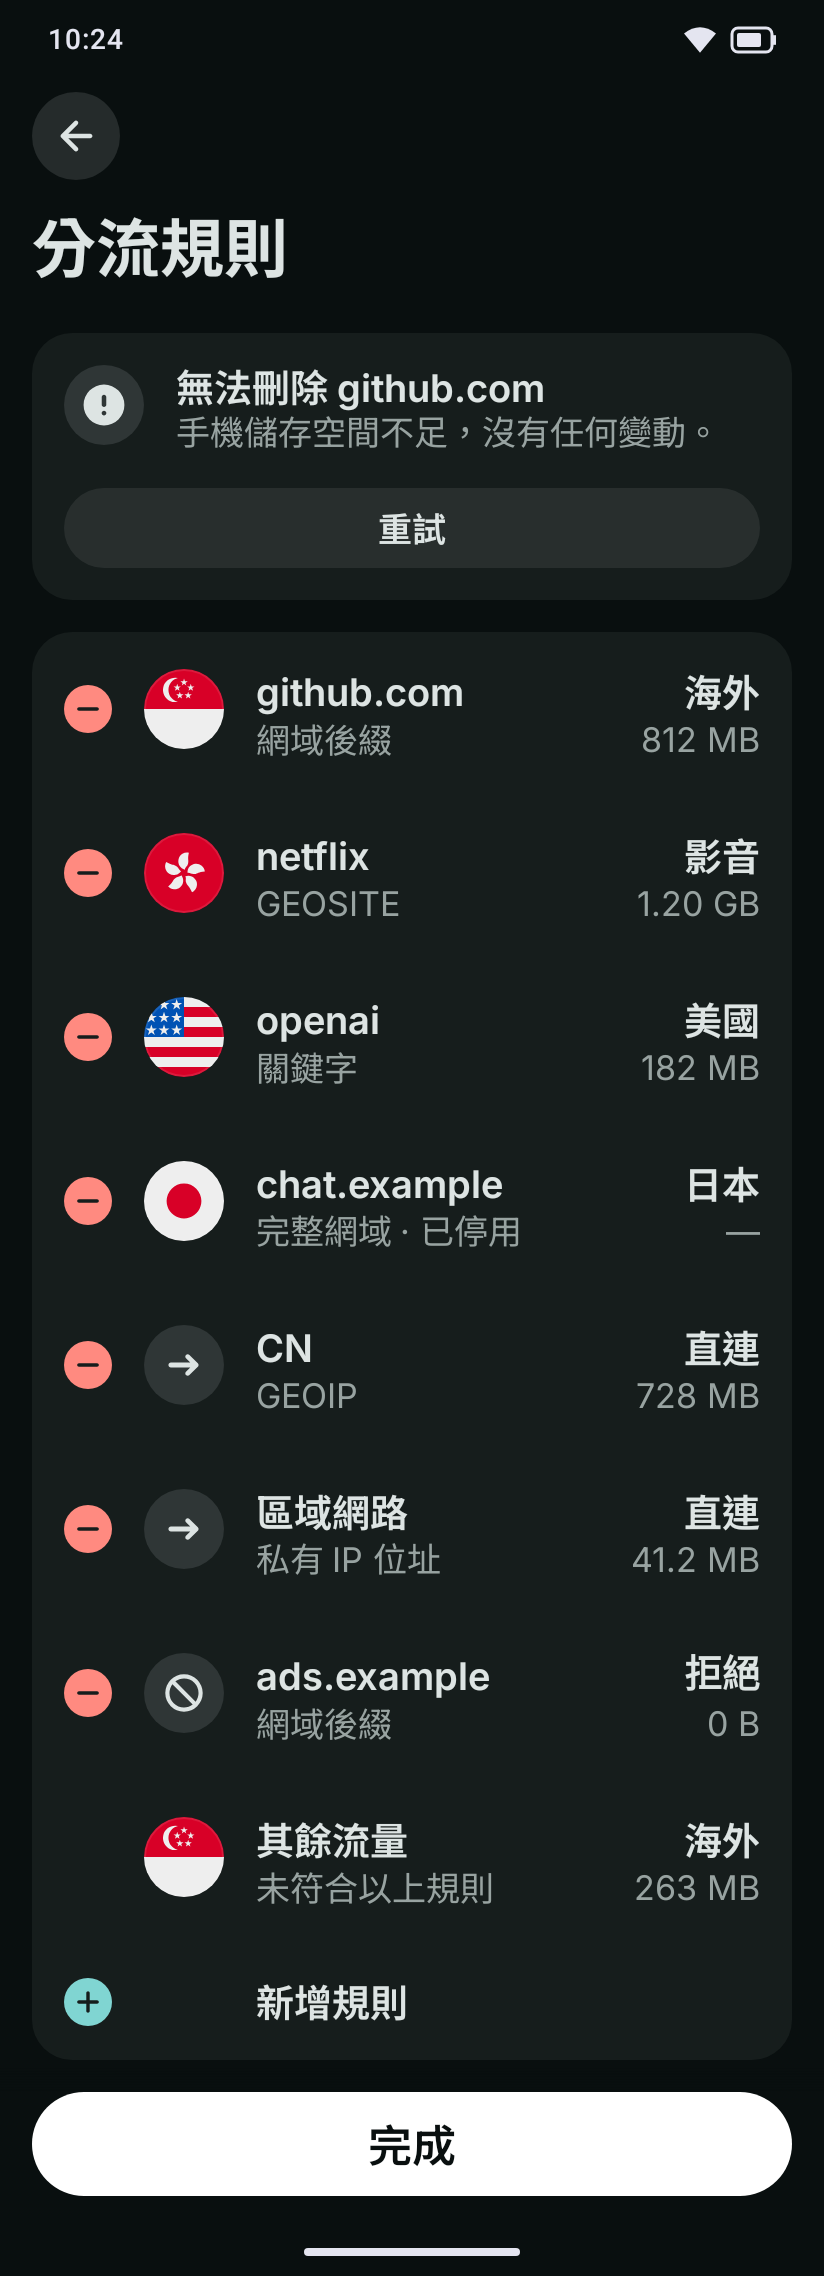 10:24
分流規則
無法刪除 github.com
手機儲存空間不足，沒有任何變動。
重試
github.com 海外
網域後綴 812 MB
netflix 影音
GEOSITE 1.20 GB
openai 美國
關鍵字 182 MB
chat.example 日本
完整網域 · 已停用 —
CN 直連
GEOIP 728 MB
區域網路 直連
私有 IP 位址 41.2 MB
ads.example 拒絕
網域後綴 0 B
其餘流量 海外
未符合以上規則 263 MB
新增規則
完成